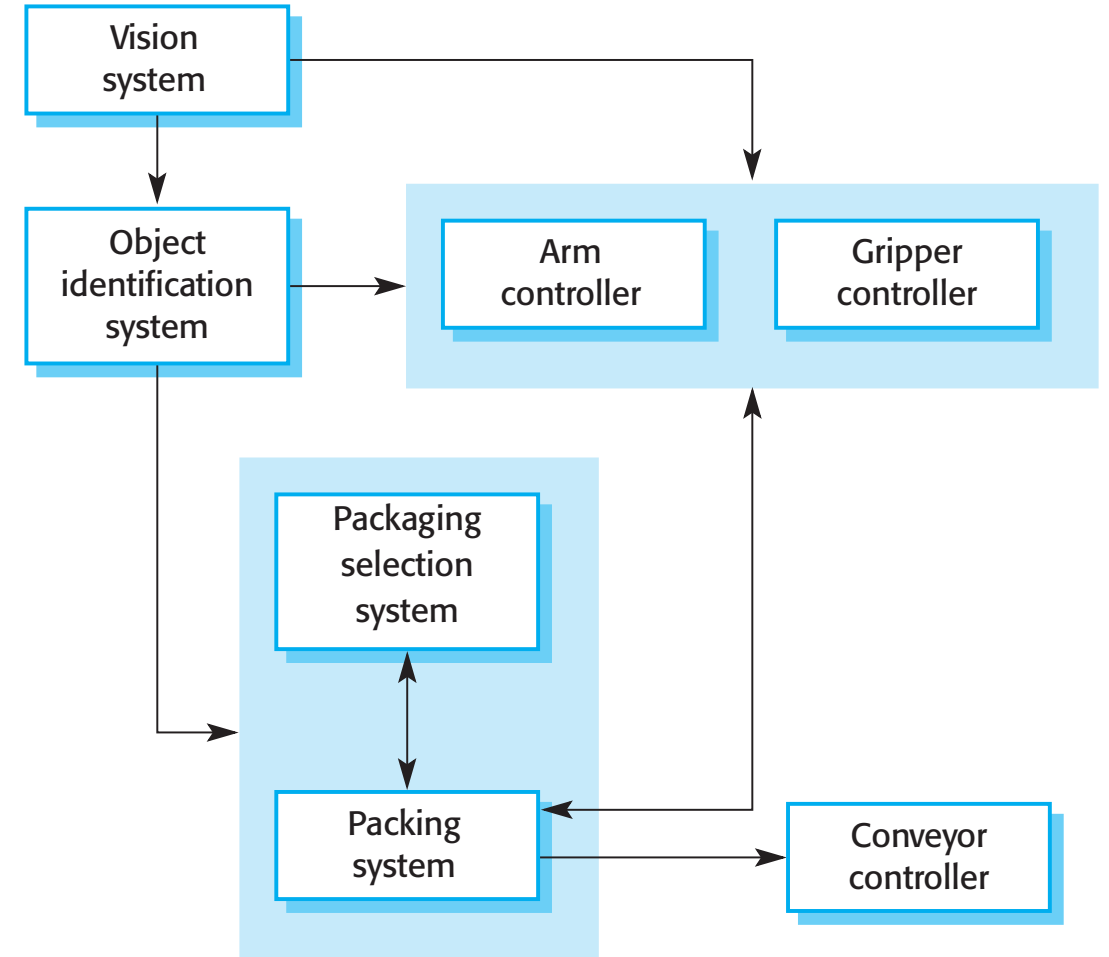 Vision
system
Object
identification
system
Arm
controller
Gripper
controller
Packaging
selection
system
Packing
system
Conveyor
controller